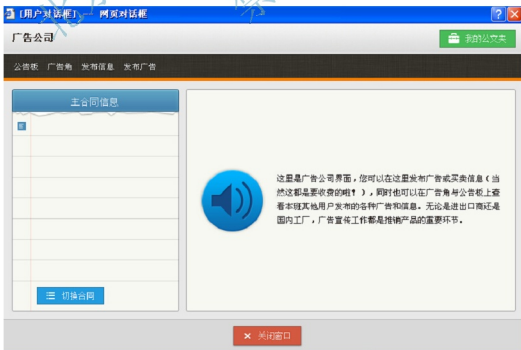 [用户对话框] -- 网页对话框
广告公司
我的公文夹
公告板 广告角 发布信息 发布广告
主合同信息
这里是广告公司界面，您可以在这里发布广告或买卖信息（当
然这都是要收费的啦！），同时也可以在广告角与公告板上查
看本班其他用户发布的各种广告和信息。无论是进出口商还是
国内工厂，广告宣传工作都是推销产品的重要环节。
切换合同
关闭窗口